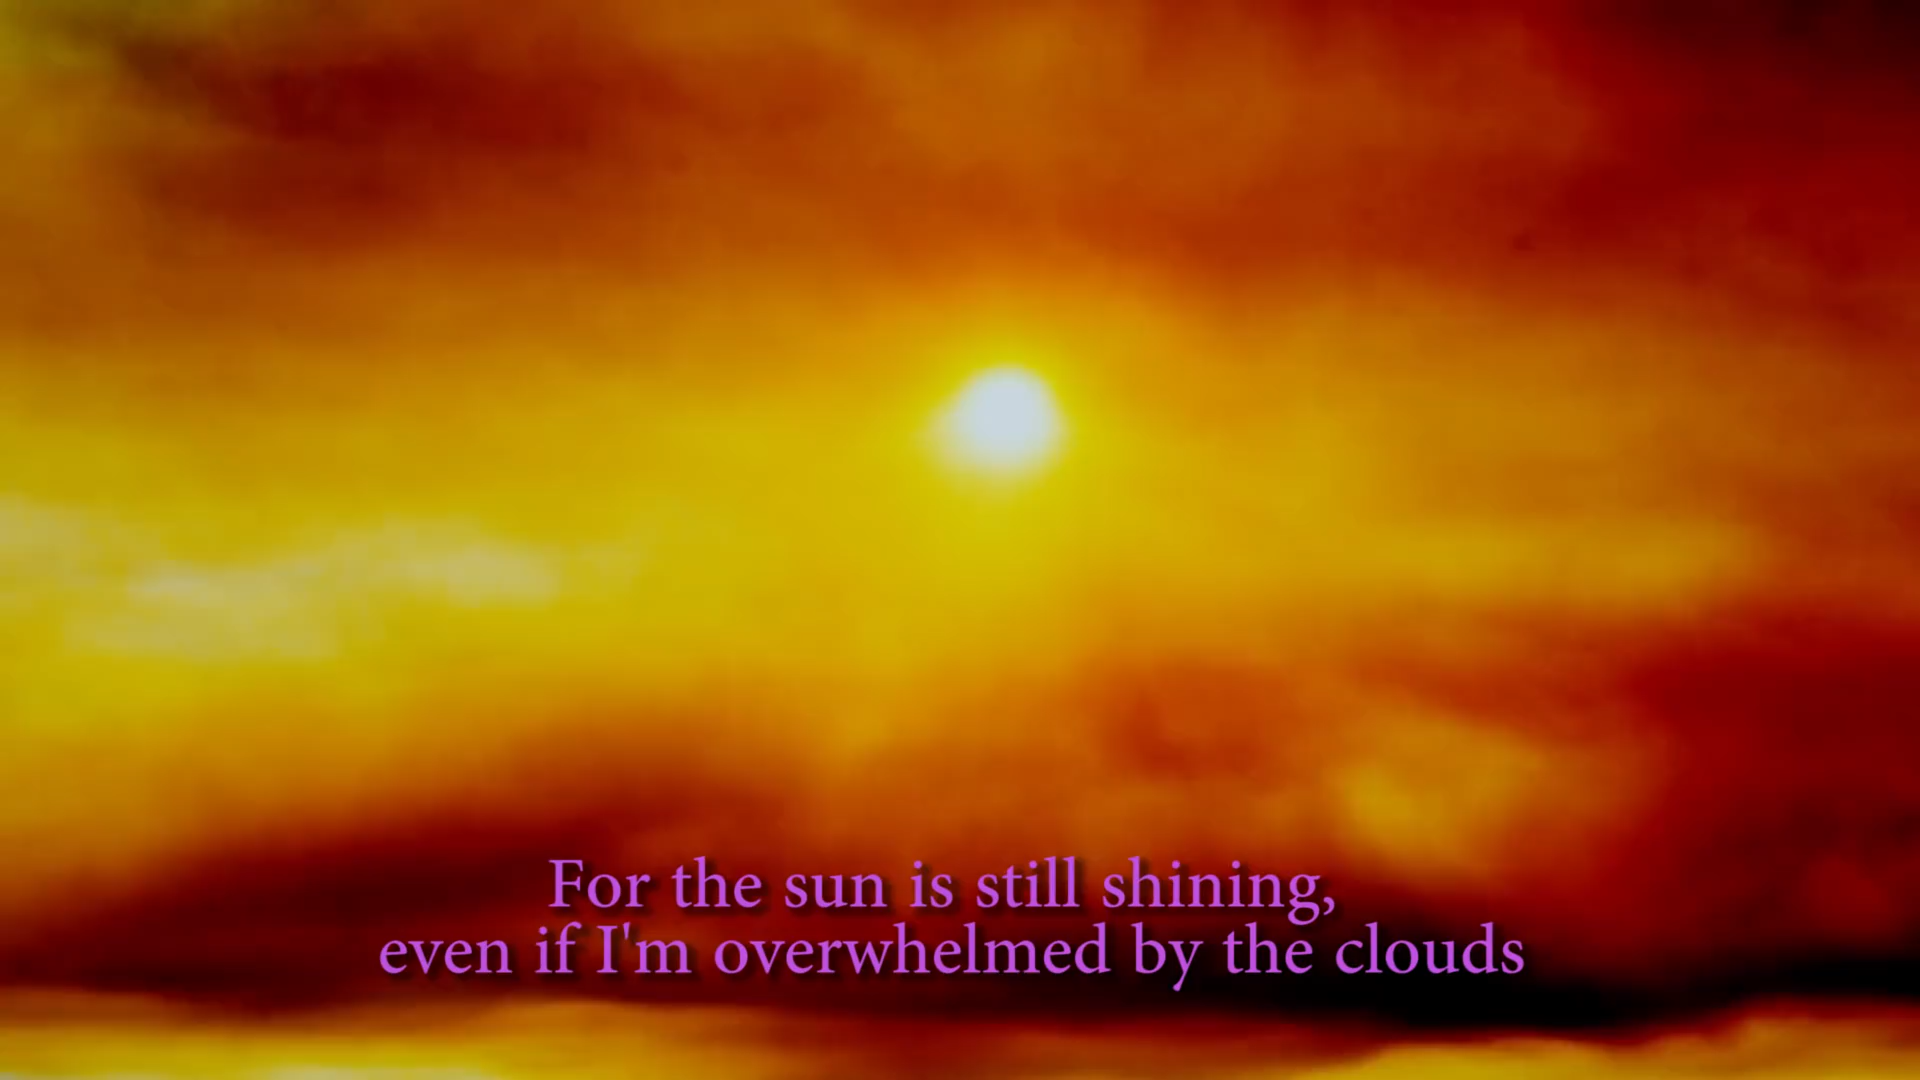 For the sun is still shining,
even if I'm overwhelmed by the clouds